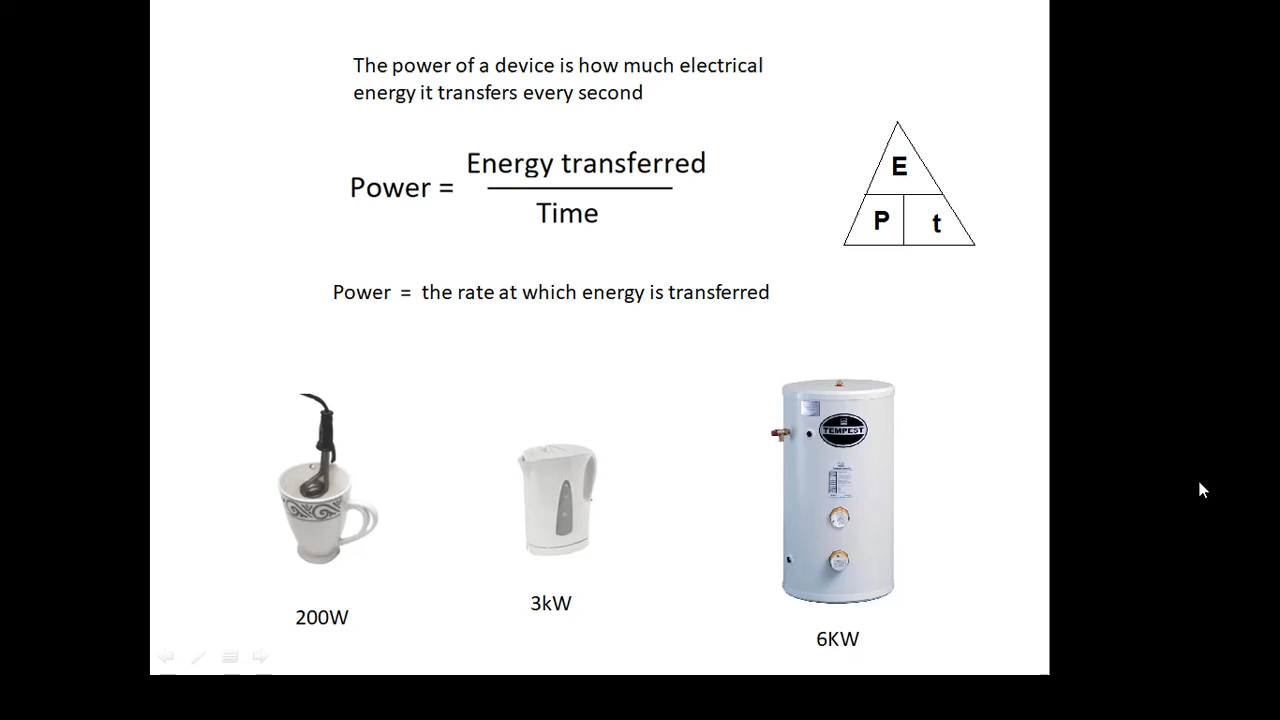 The power of a device is how much electrical
energy it transfers every second
Power =
Energy transferred
Time
E
P
t
Power = the rate at which energy is transferred
TEMPEST
200W
3kW
6KW